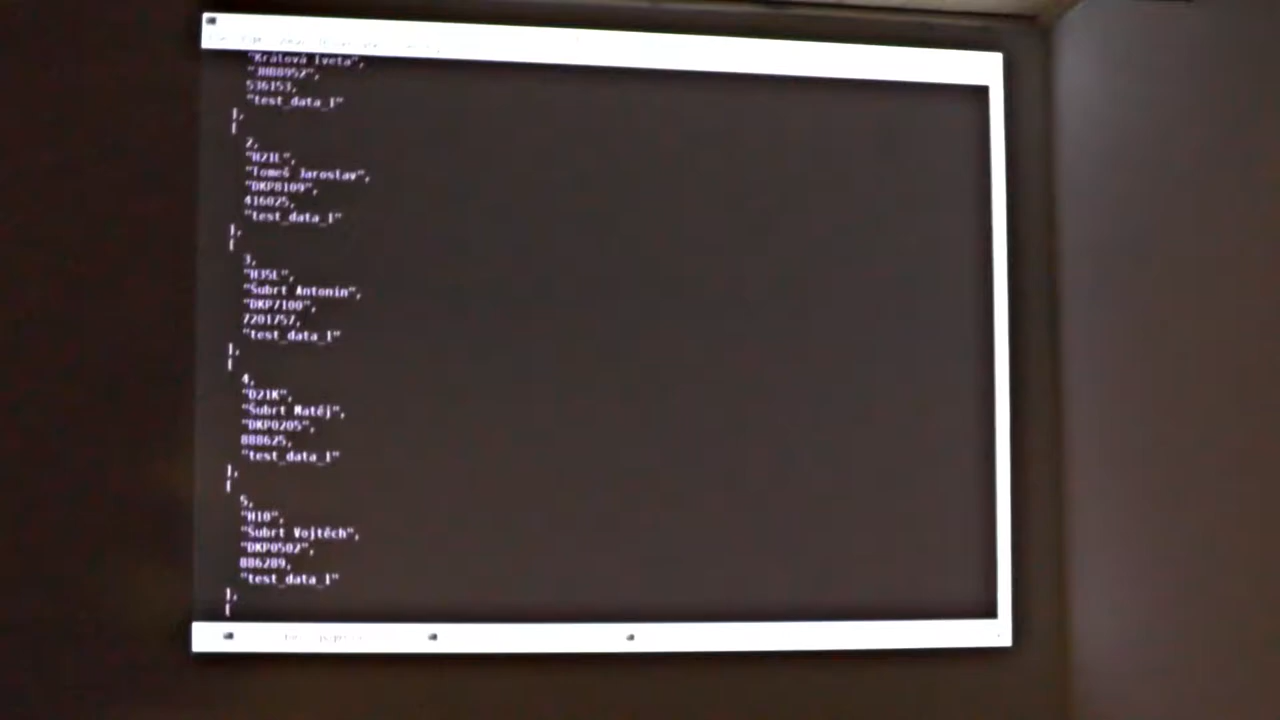 "Králová Iveta",
"JHB8952",
536153,
"test_data_1"
],
[
2,
"H21L",
"Tomeš Jaroslav",
"DKP8109",
416025,
"test_data_1"
],
[
3,
"H35L",
"Šubrt Antonín",
"DKP7100",
7201757,
"test_data_1"
],
[
4,
"D21K",
"Šubrt Matěj",
"DKP0205",
888625,
"test_data_1"
],
[
5,
"H10",
"Šubrt Vojtěch",
"DKP0502",
886289,
"test_data_1"
],
[